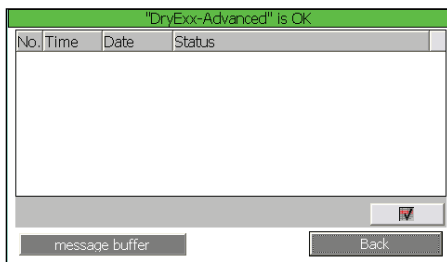 "DryExx-Advanced" is OK
No. Time Date Status
message buffer Back